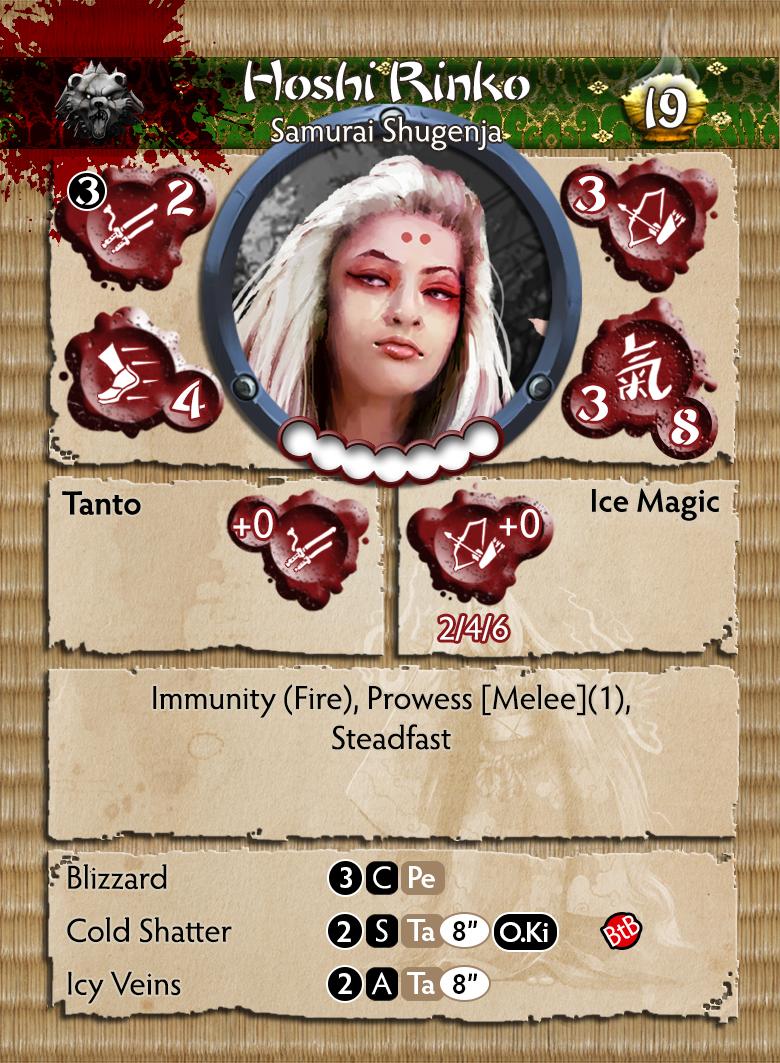 Hoshi Rinko
19
Samurai Shugenja
3 2
3
4
氣
3 8
Tanto
+0
Ice Magic
+0
2/4/6
Immunity (Fire), Prowess [Melee](1),
Steadfast
Blizzard 3 C Pe
Cold Shatter 2 S Ta 8" O.Ki BtB
Icy Veins 2 A Ta 8"